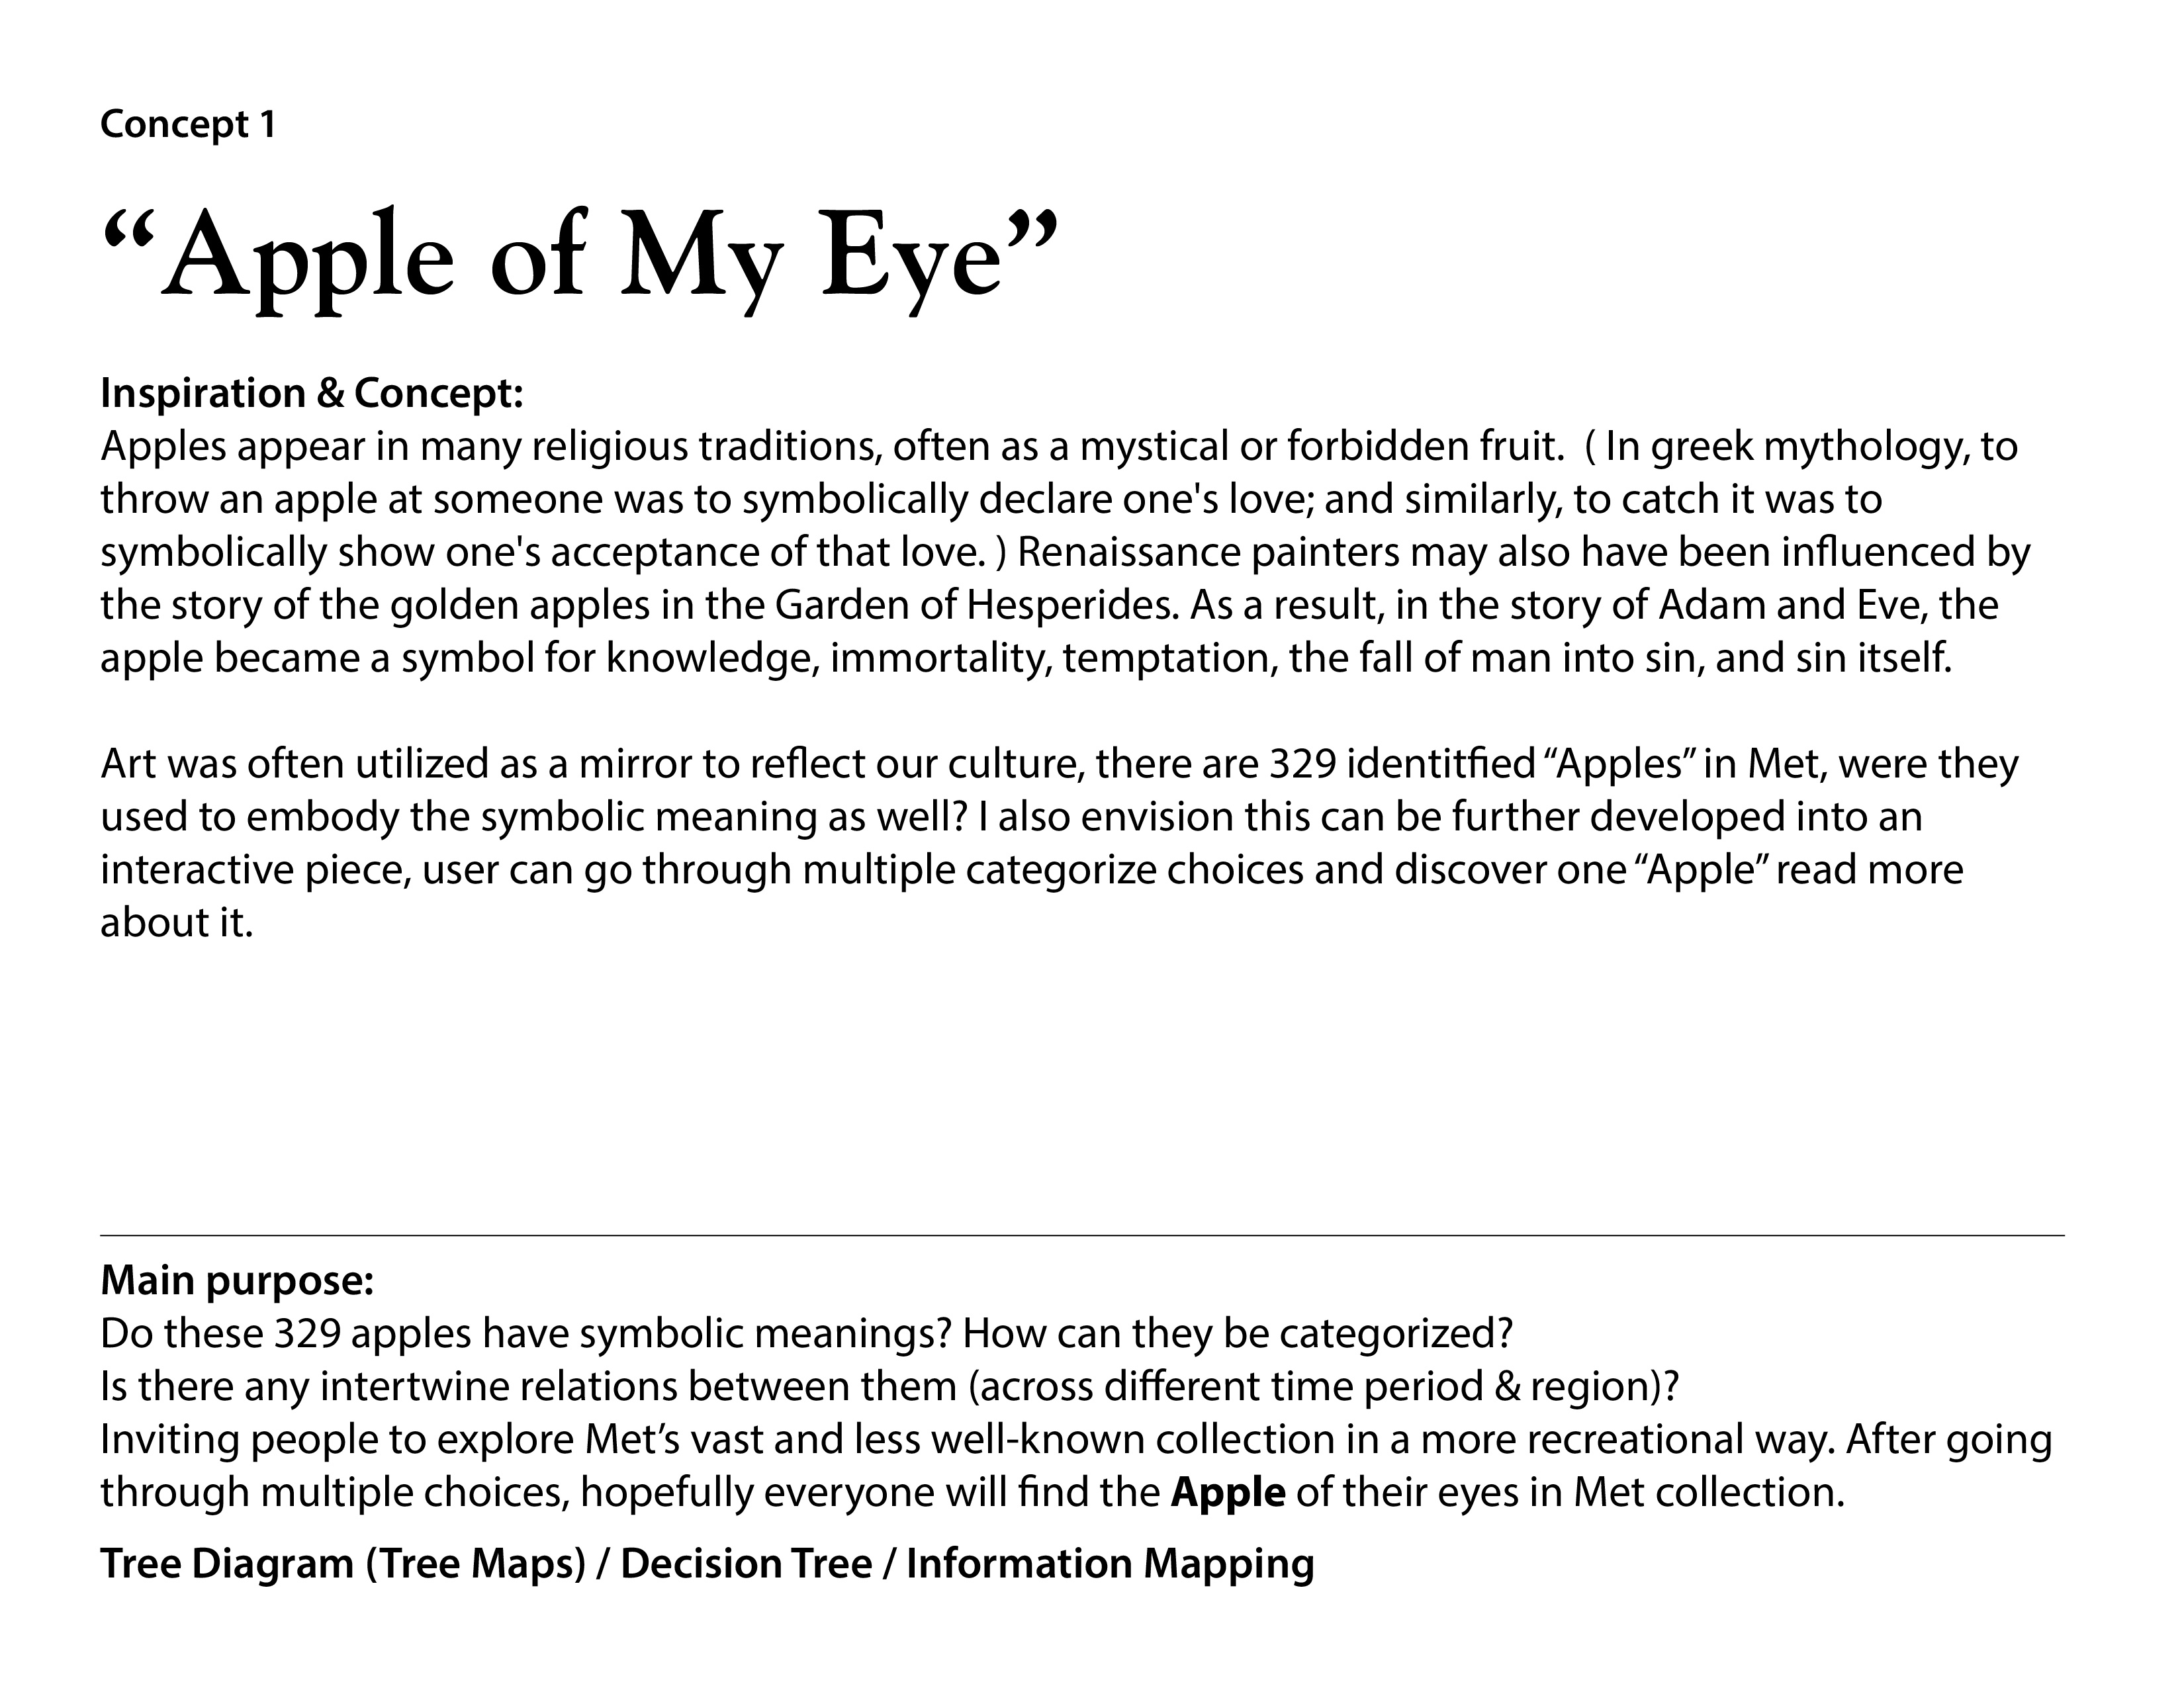 Concept 1
“Apple of My Eye”
Inspiration & Concept:
Apples appear in many religious traditions, often as a mystical or forbidden fruit.  ( In greek mythology, to
throw an apple at someone was to symbolically declare one's love; and similarly, to catch it was to
symbolically show one's acceptance of that love. ) Renaissance painters may also have been influenced by
the story of the golden apples in the Garden of Hesperides. As a result, in the story of Adam and Eve, the
apple became a symbol for knowledge, immortality, temptation, the fall of man into sin, and sin itself.
Art was often utilized as a mirror to reflect our culture, there are 329 identitfied “Apples” in Met, were they
used to embody the symbolic meaning as well? I also envision this can be further developed into an
interactive piece, user can go through multiple categorize choices and discover one “Apple” read more
about it.
Main purpose:
Do these 329 apples have symbolic meanings? How can they be categorized?
Is there any intertwine relations between them (across different time period & region)?
Inviting people to explore Met’s vast and less well-known collection in a more recreational way. After going
through multiple choices, hopefully everyone will find the Apple of their eyes in Met collection.
Tree Diagram (Tree Maps) / Decision Tree / Information Mapping